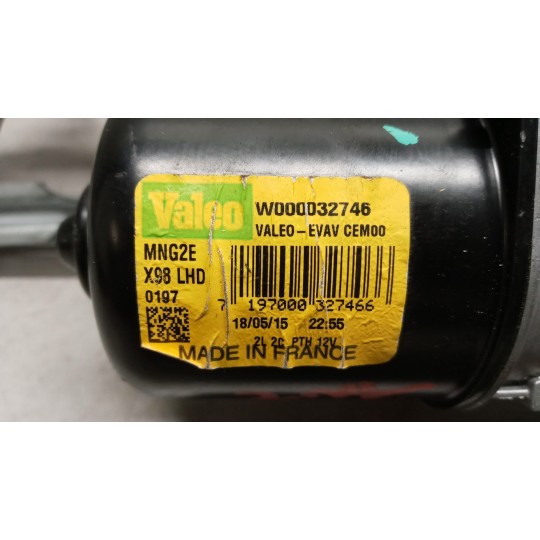 Valeo
W000032746
VALEO-EVAV CEM00
MNG2E
X98 LHD
0197
7 197000 327466
18/05/15 22:55
2L 2C PTH 12V
MADE IN FRANCE